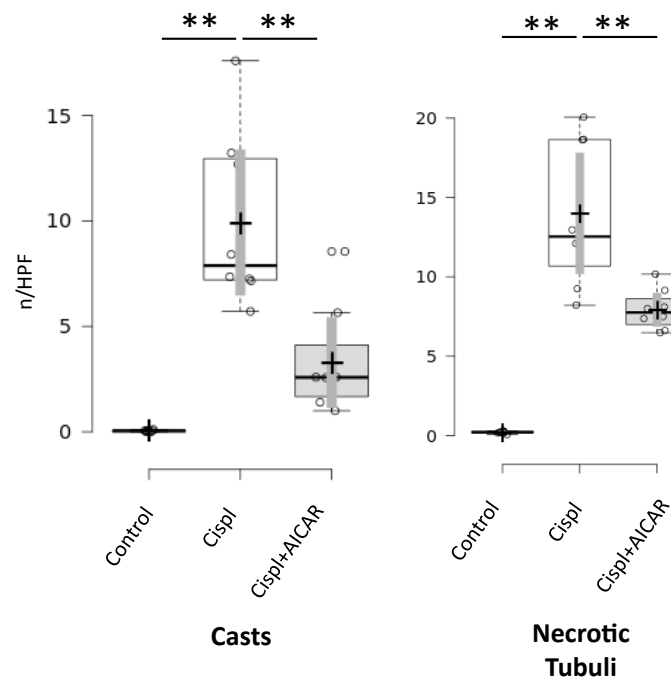 ** **
** **
15
10
5
0
n/HPF
Control
Cispl
Cispl+AICAR
Casts
20
15
10
5
0
Control
Cispl
Cispl+AICAR
Necrotic
Tubuli